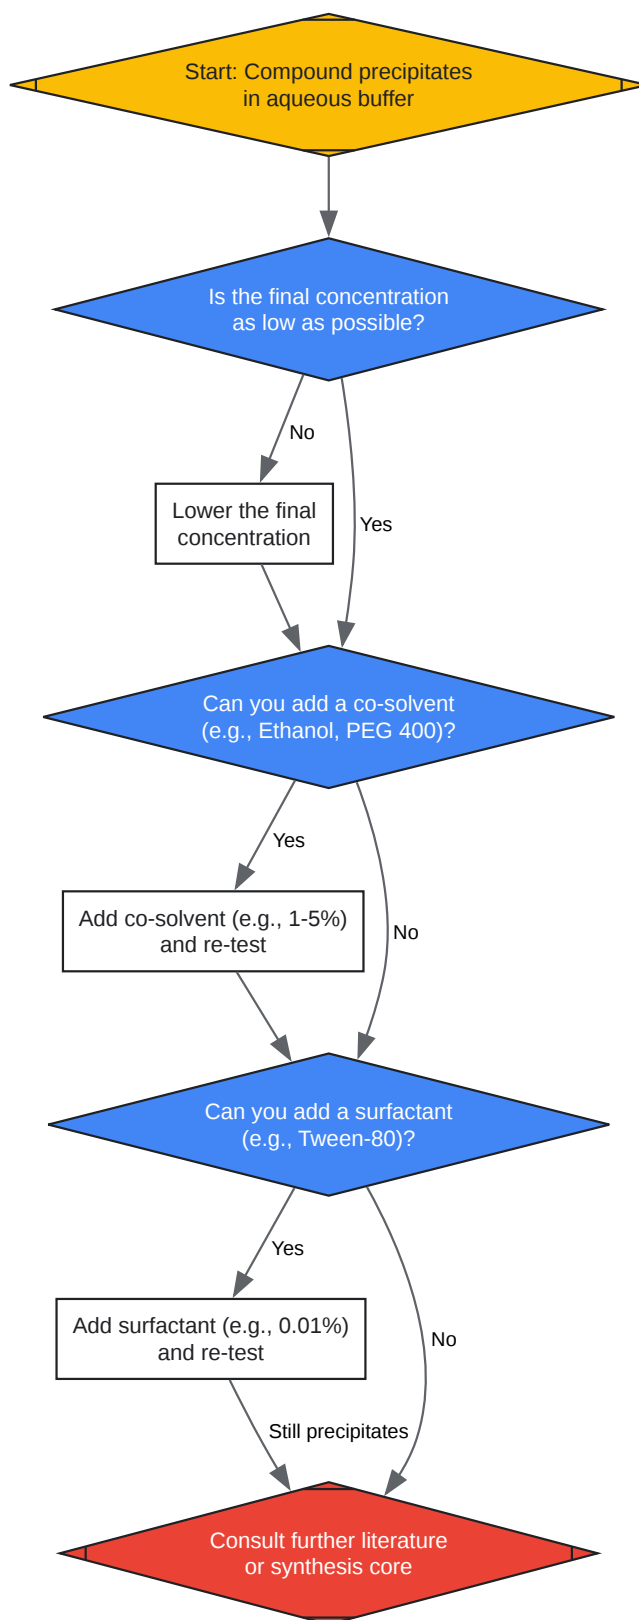 Start: Compound precipitates
in aqueous buffer
Is the final concentration
as low as possible?
No
Yes
Lower the final
concentration
Can you add a co-solvent
(e.g., Ethanol, PEG 400)?
Yes
No
Add co-solvent (e.g., 1-5%)
and re-test
Can you add a surfactant
(e.g., Tween-80)?
Yes
No
Add surfactant (e.g., 0.01%)
and re-test
Still precipitates
Consult further literature
or synthesis core